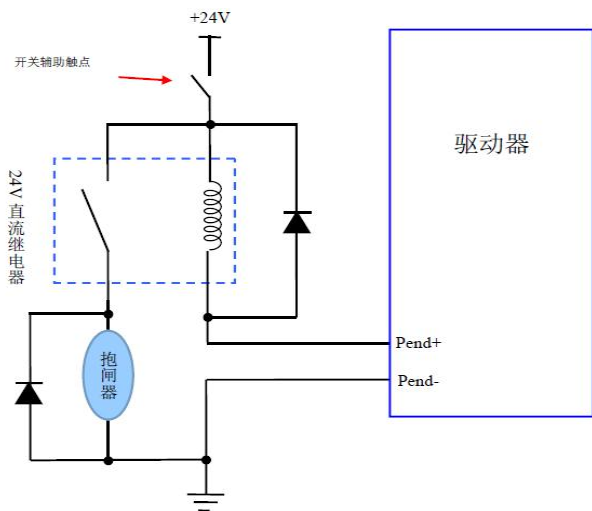 +24V
开关辅助触点
驱动器
24V 直流继电器
Pend+
抱闸器
Pend-